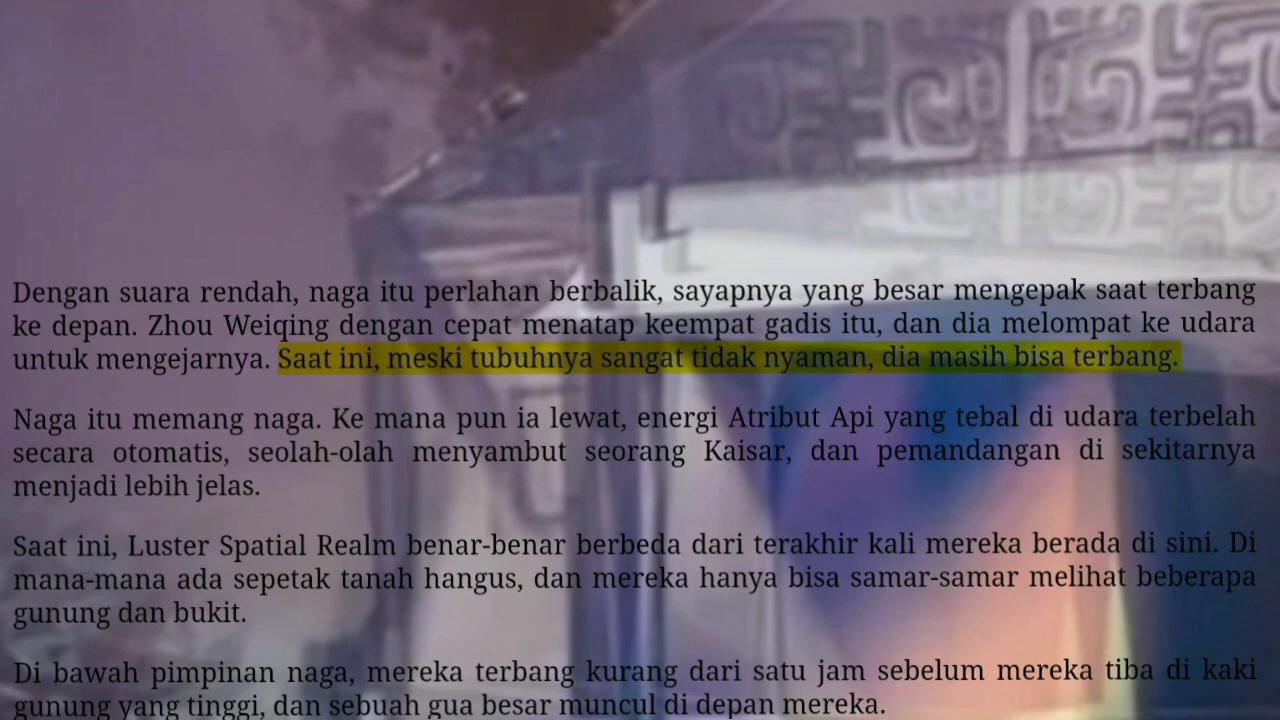 Dengan suara rendah, naga itu perlahan berbalik, sayapnya yang besar mengepak saat terbang
ke depan. Zhou Weiqing dengan cepat menatap keempat gadis itu, dan dia melompat ke udara
untuk mengejarnya. Saat ini, meski tubuhnya sangat tidak nyaman, dia masih bisa terbang.
Naga itu memang naga. Ke mana pun ia lewat, energi Atribut Api yang tebal di udara terbelah
secara otomatis, seolah-olah menyambut seorang Kaisar, dan pemandangan di sekitarnya
menjadi lebih jelas.
Saat ini, Luster Spatial Realm benar-benar berbeda dari terakhir kali mereka berada di sini. Di
mana-mana ada sepetak tanah hangus, dan mereka hanya bisa samar-samar melihat beberapa
gunung dan bukit.
Di bawah pimpinan naga, mereka terbang kurang dari satu jam sebelum mereka tiba di kaki
gunung yang tinggi, dan sebuah gua besar muncul di depan mereka.